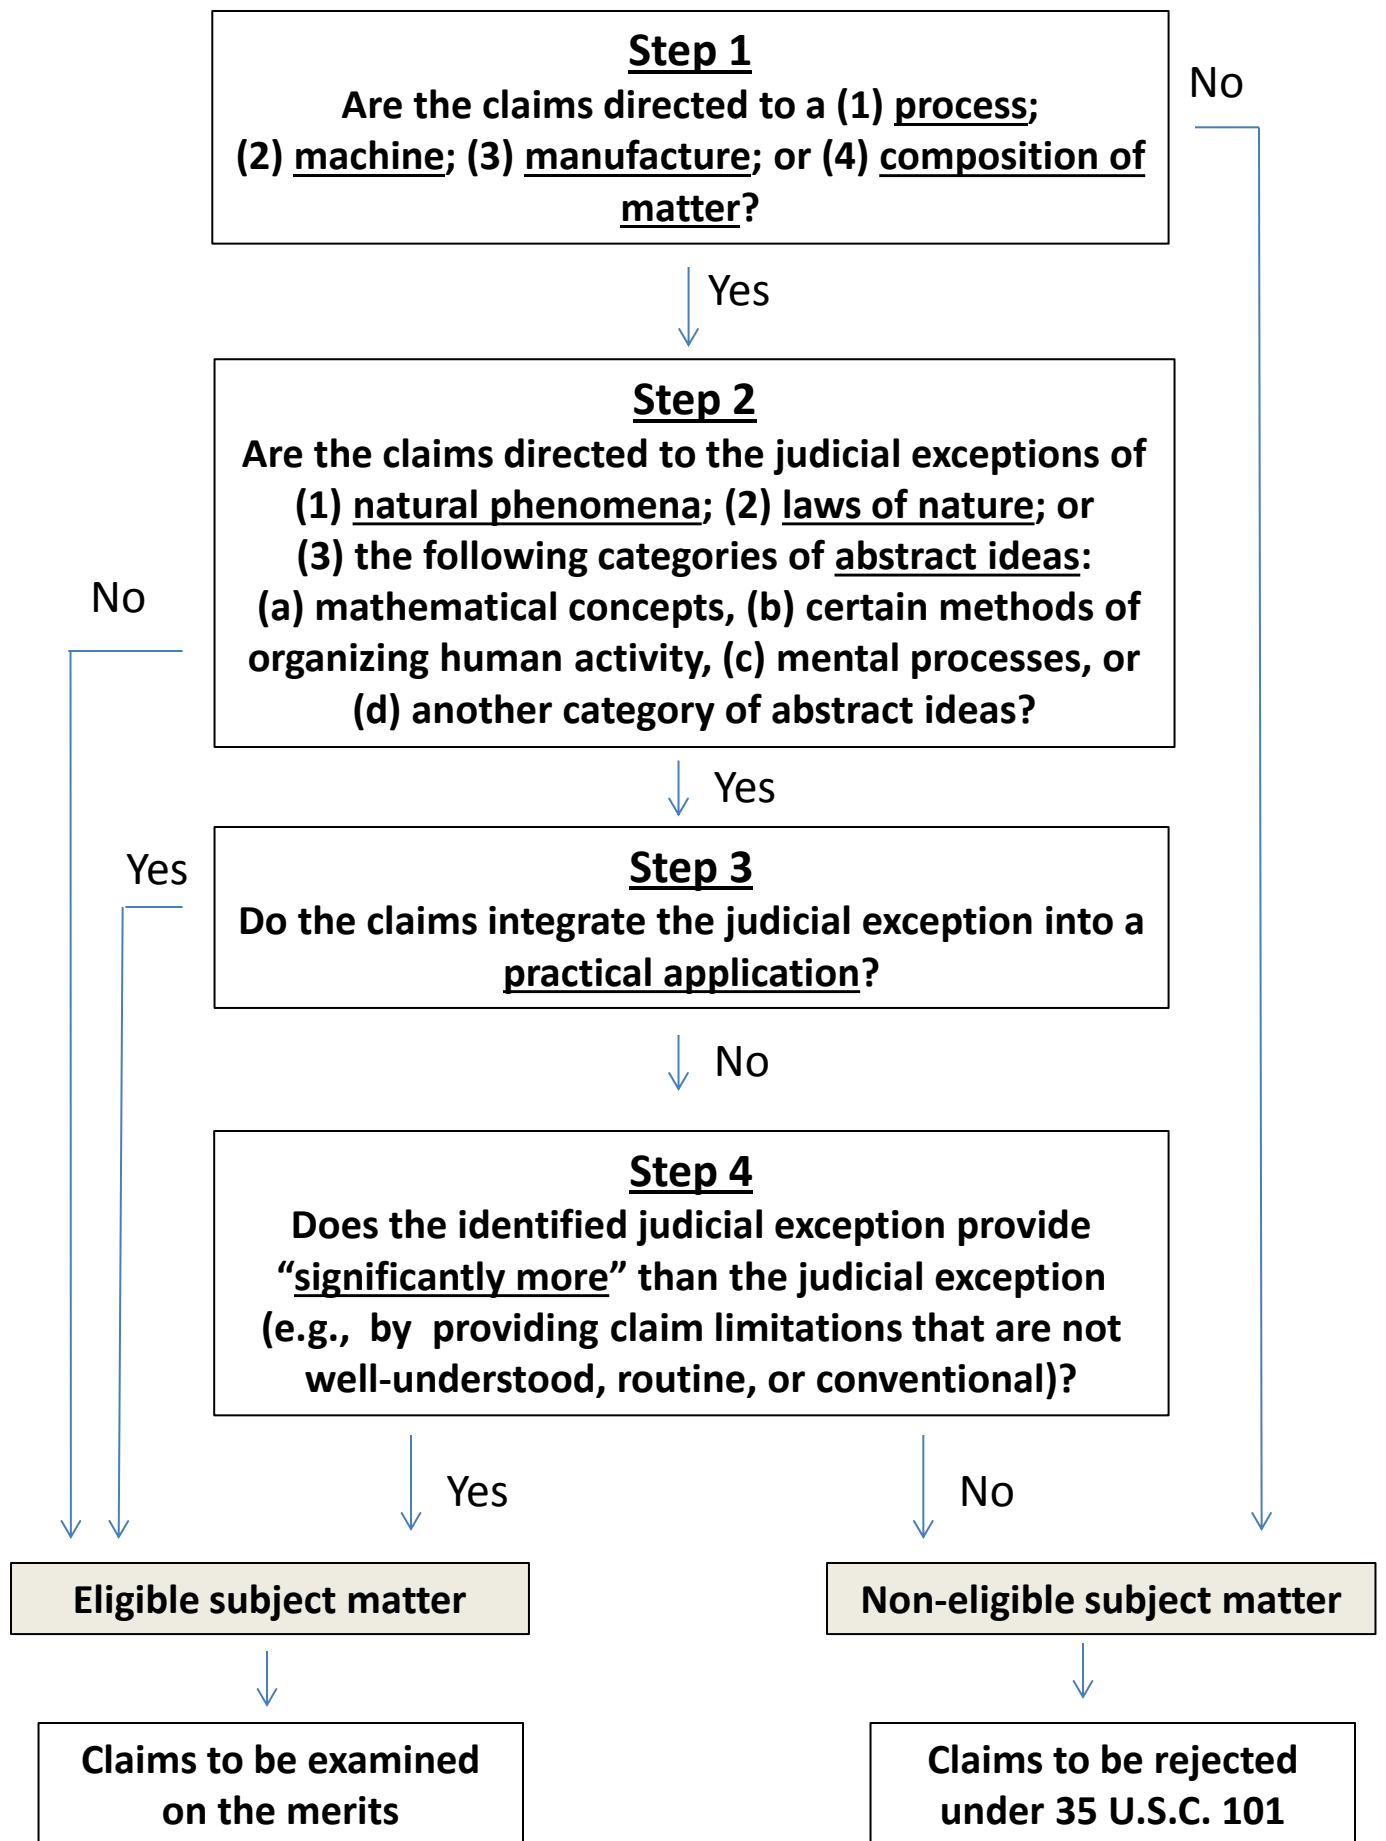 Step 1
Are the claims directed to a (1) process;
(2) machine; (3) manufacture; or (4) composition of
matter?
No
Yes
Step 2
Are the claims directed to the judicial exceptions of
(1) natural phenomena; (2) laws of nature; or
(3) the following categories of abstract ideas:
(a) mathematical concepts, (b) certain methods of
organizing human activity, (c) mental processes, or
(d) another category of abstract ideas?
No
Yes
Step 3
Do the claims integrate the judicial exception into a
practical application?
Yes
No
Step 4
Does the identified judicial exception provide
“significantly more” than the judicial exception
(e.g., by providing claim limitations that are not
well-understood, routine, or conventional)?
Yes
No
Eligible subject matter
Non-eligible subject matter
Claims to be examined
on the merits
Claims to be rejected
under 35 U.S.C. 101